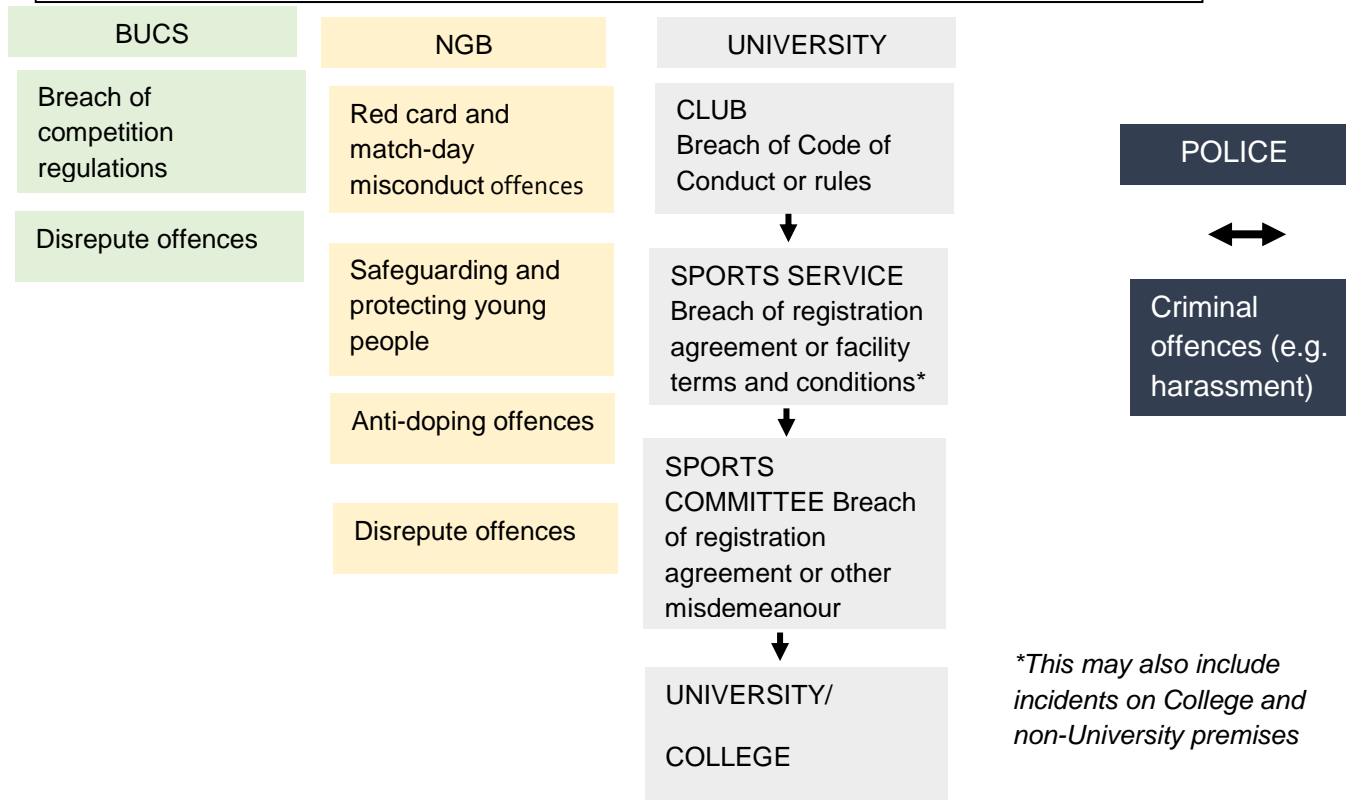 BUCS
Breach of
competition
regulations
Disrepute offences
NGB
Red card and
match-day
misconduct offences
Safeguarding and
protecting young
people
Anti-doping offences
Disrepute offences
UNIVERSITY
CLUB
Breach of Code of
Conduct or rules
SPORTS SERVICE
Breach of registration
agreement or facility
terms and conditions*
SPORTS
COMMITTEE Breach
of registration
agreement or other
misdemeanour
UNIVERSITY/
COLLEGE
POLICE
Criminal
offences (e.g.
harassment)
*This may also include
incidents on College and
non-University premises